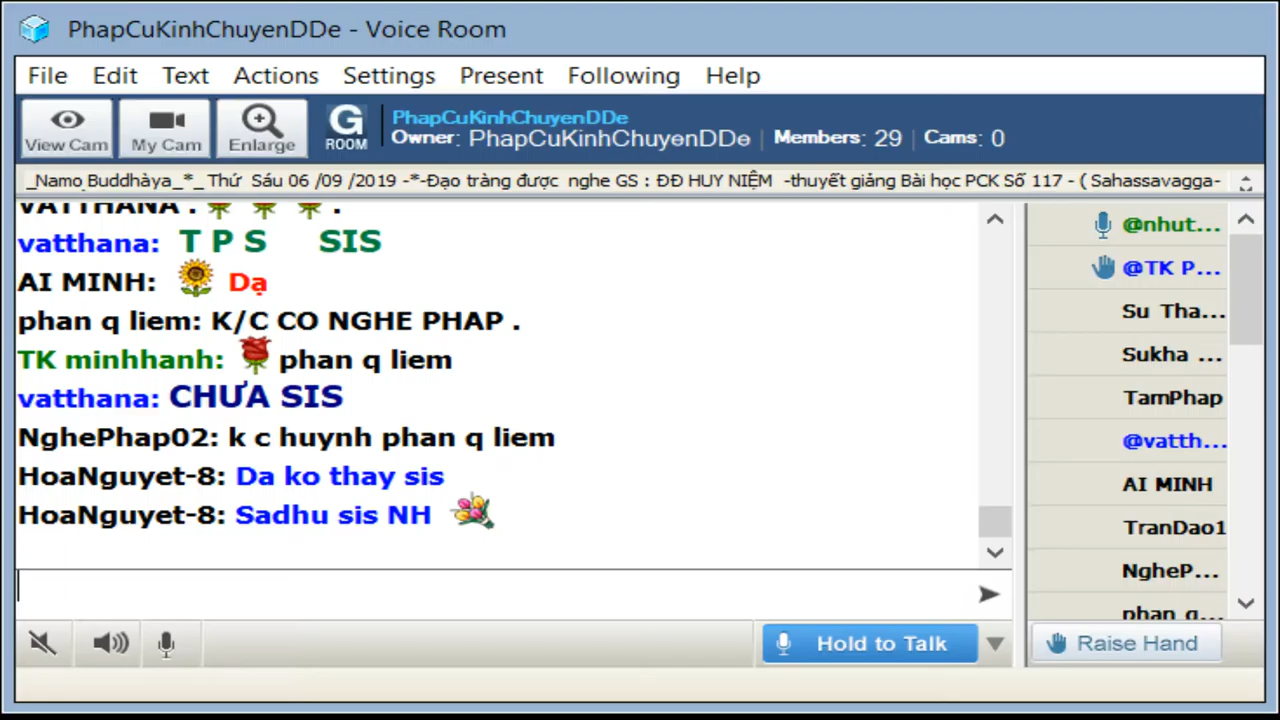 PhapCuKinhChuyenDDe - Voice Room
File Edit Text Actions Settings Present Following Help
View Cam My Cam Enlarge G ROOM
PhapCuKinhChuyenDDe
Owner: PhapCuKinhChuyenDDe | Members: 29 | Cams: 0
_Namo_Buddhàya_*_ Thứ Sáu 06 /09 /2019 -*-Đạo tràng được nghe GS : ĐĐ HUY NIỆM -thuyết giảng Bài học PCK Số 117 - ( Sahassavagga-
VATTHANA . .
vatthana: T P S SIS
AI MINH: Dạ
phan q liem: K/C CO NGHE PHAP .
TK minhhanh: phan q liem
vatthana: CHƯA SIS
NghePhap02: k c huynh phan q liem
HoaNguyet-8: Da ko thay sis
HoaNguyet-8: Sadhu sis NH
@nhut...
@TK P...
Su Tha...
Sukha ...
TamPhap
@vatth...
AI MINH
TranDao1
NgheP...
phan q...
Hold to Talk
Raise Hand